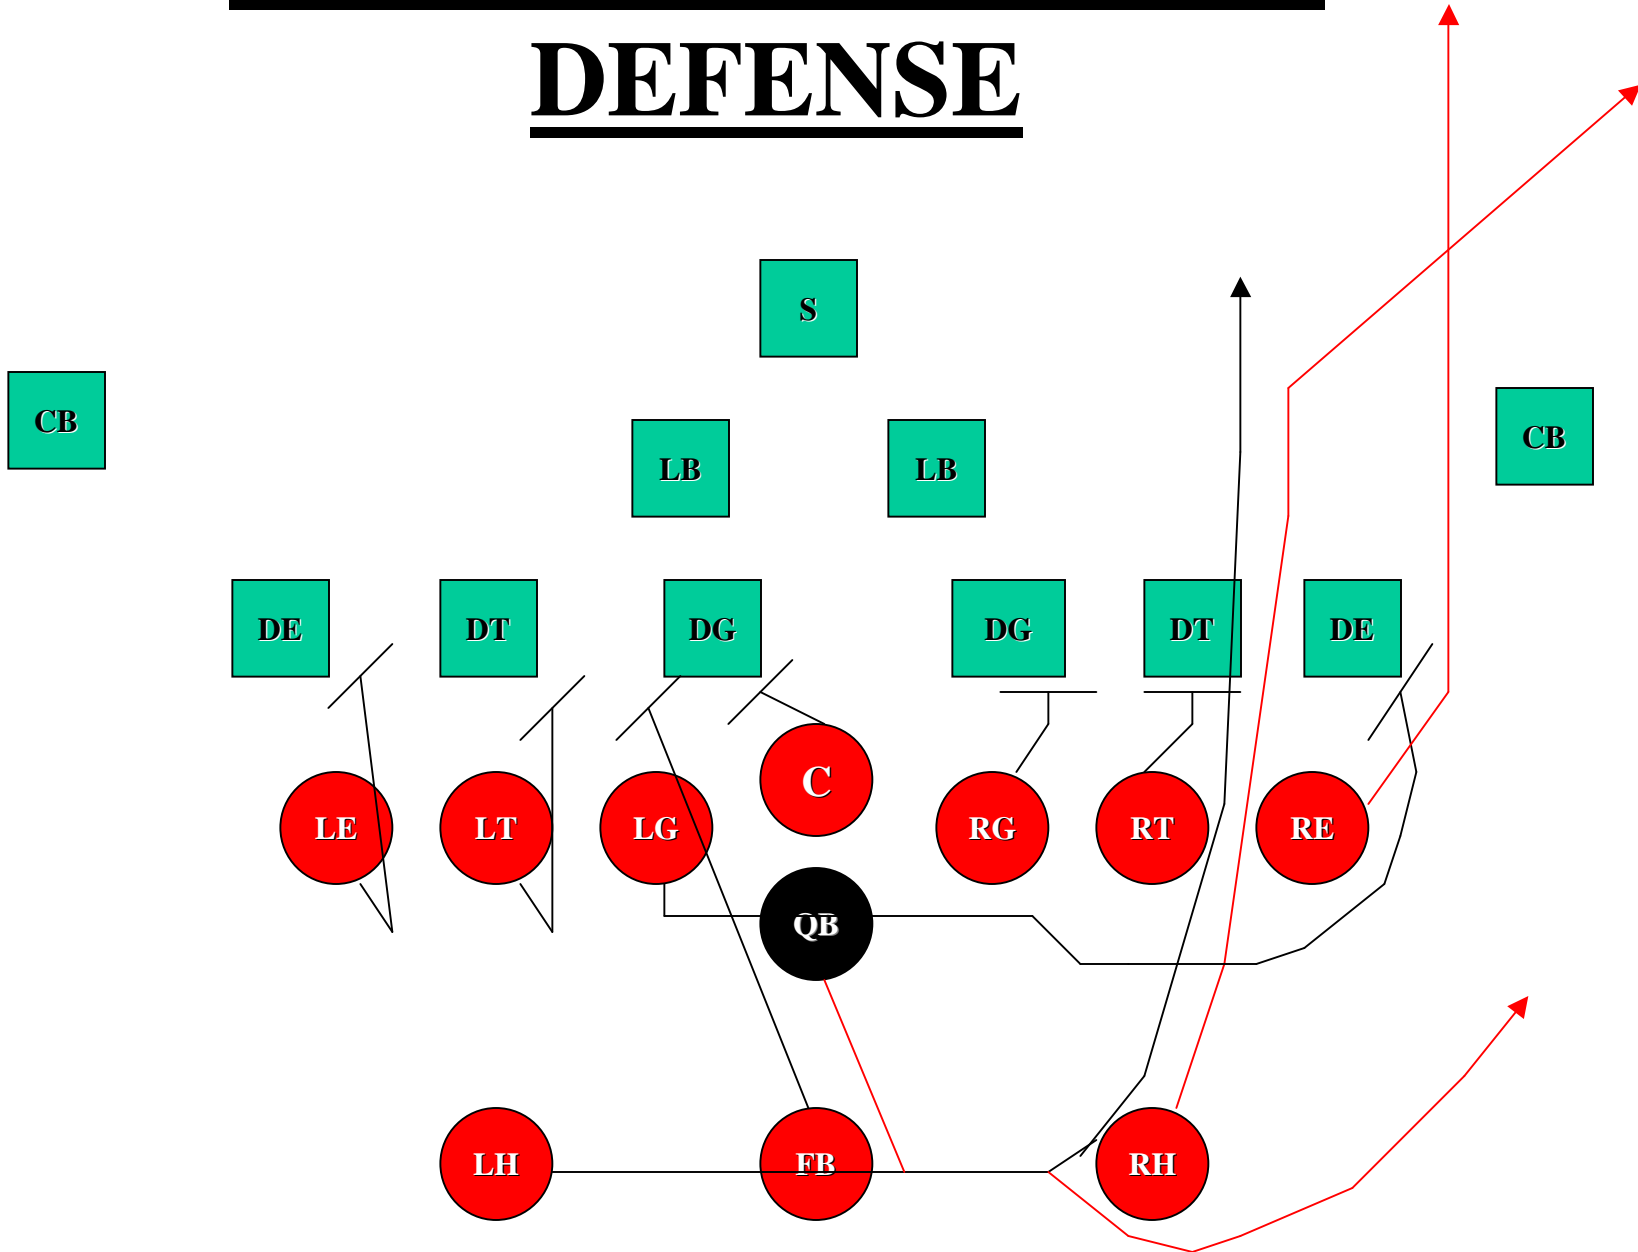 DEFENSE
S
CB
CB
LB
LB
DE
DT
DG
DG
DT
DE
C
LE
LT
LG
RG
RT
RE
QB
LH
FB
RH